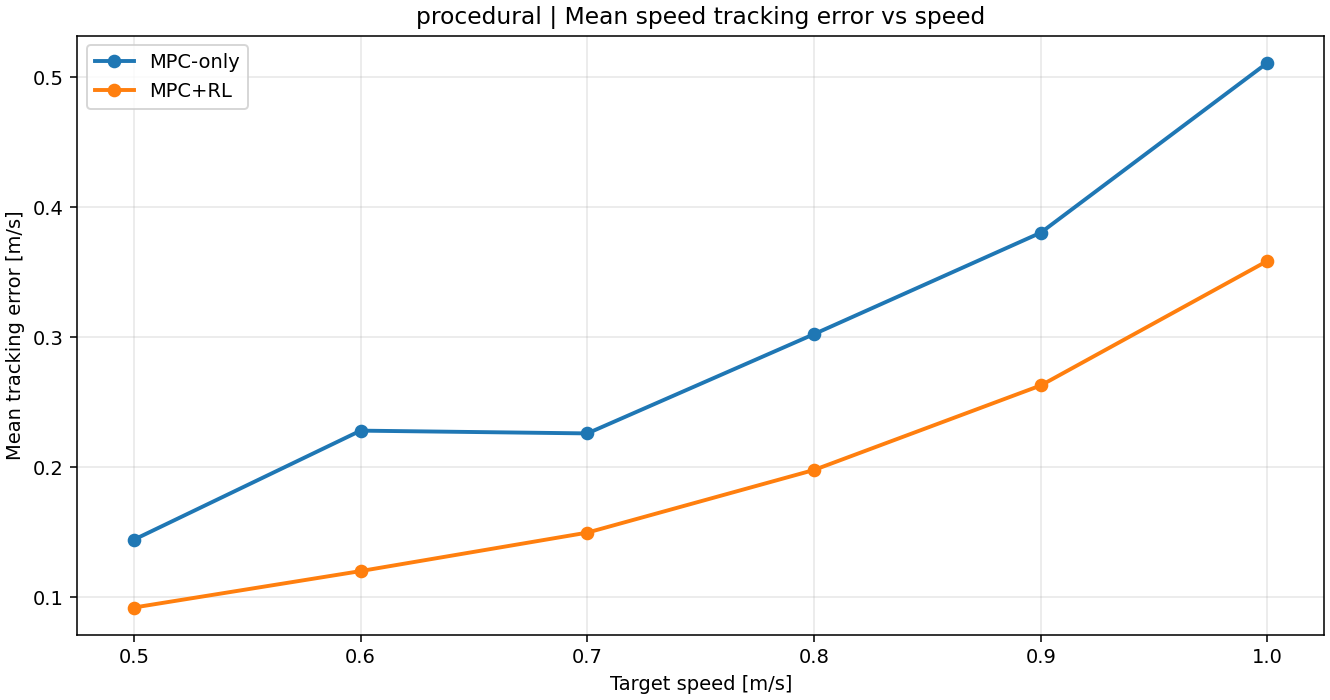 procedural | Mean speed tracking error vs speed
MPC-only
MPC+RL
Mean tracking error [m/s]
0.5
0.4
0.3
0.2
0.1
0.5 0.6 0.7 0.8 0.9 1.0
Target speed [m/s]